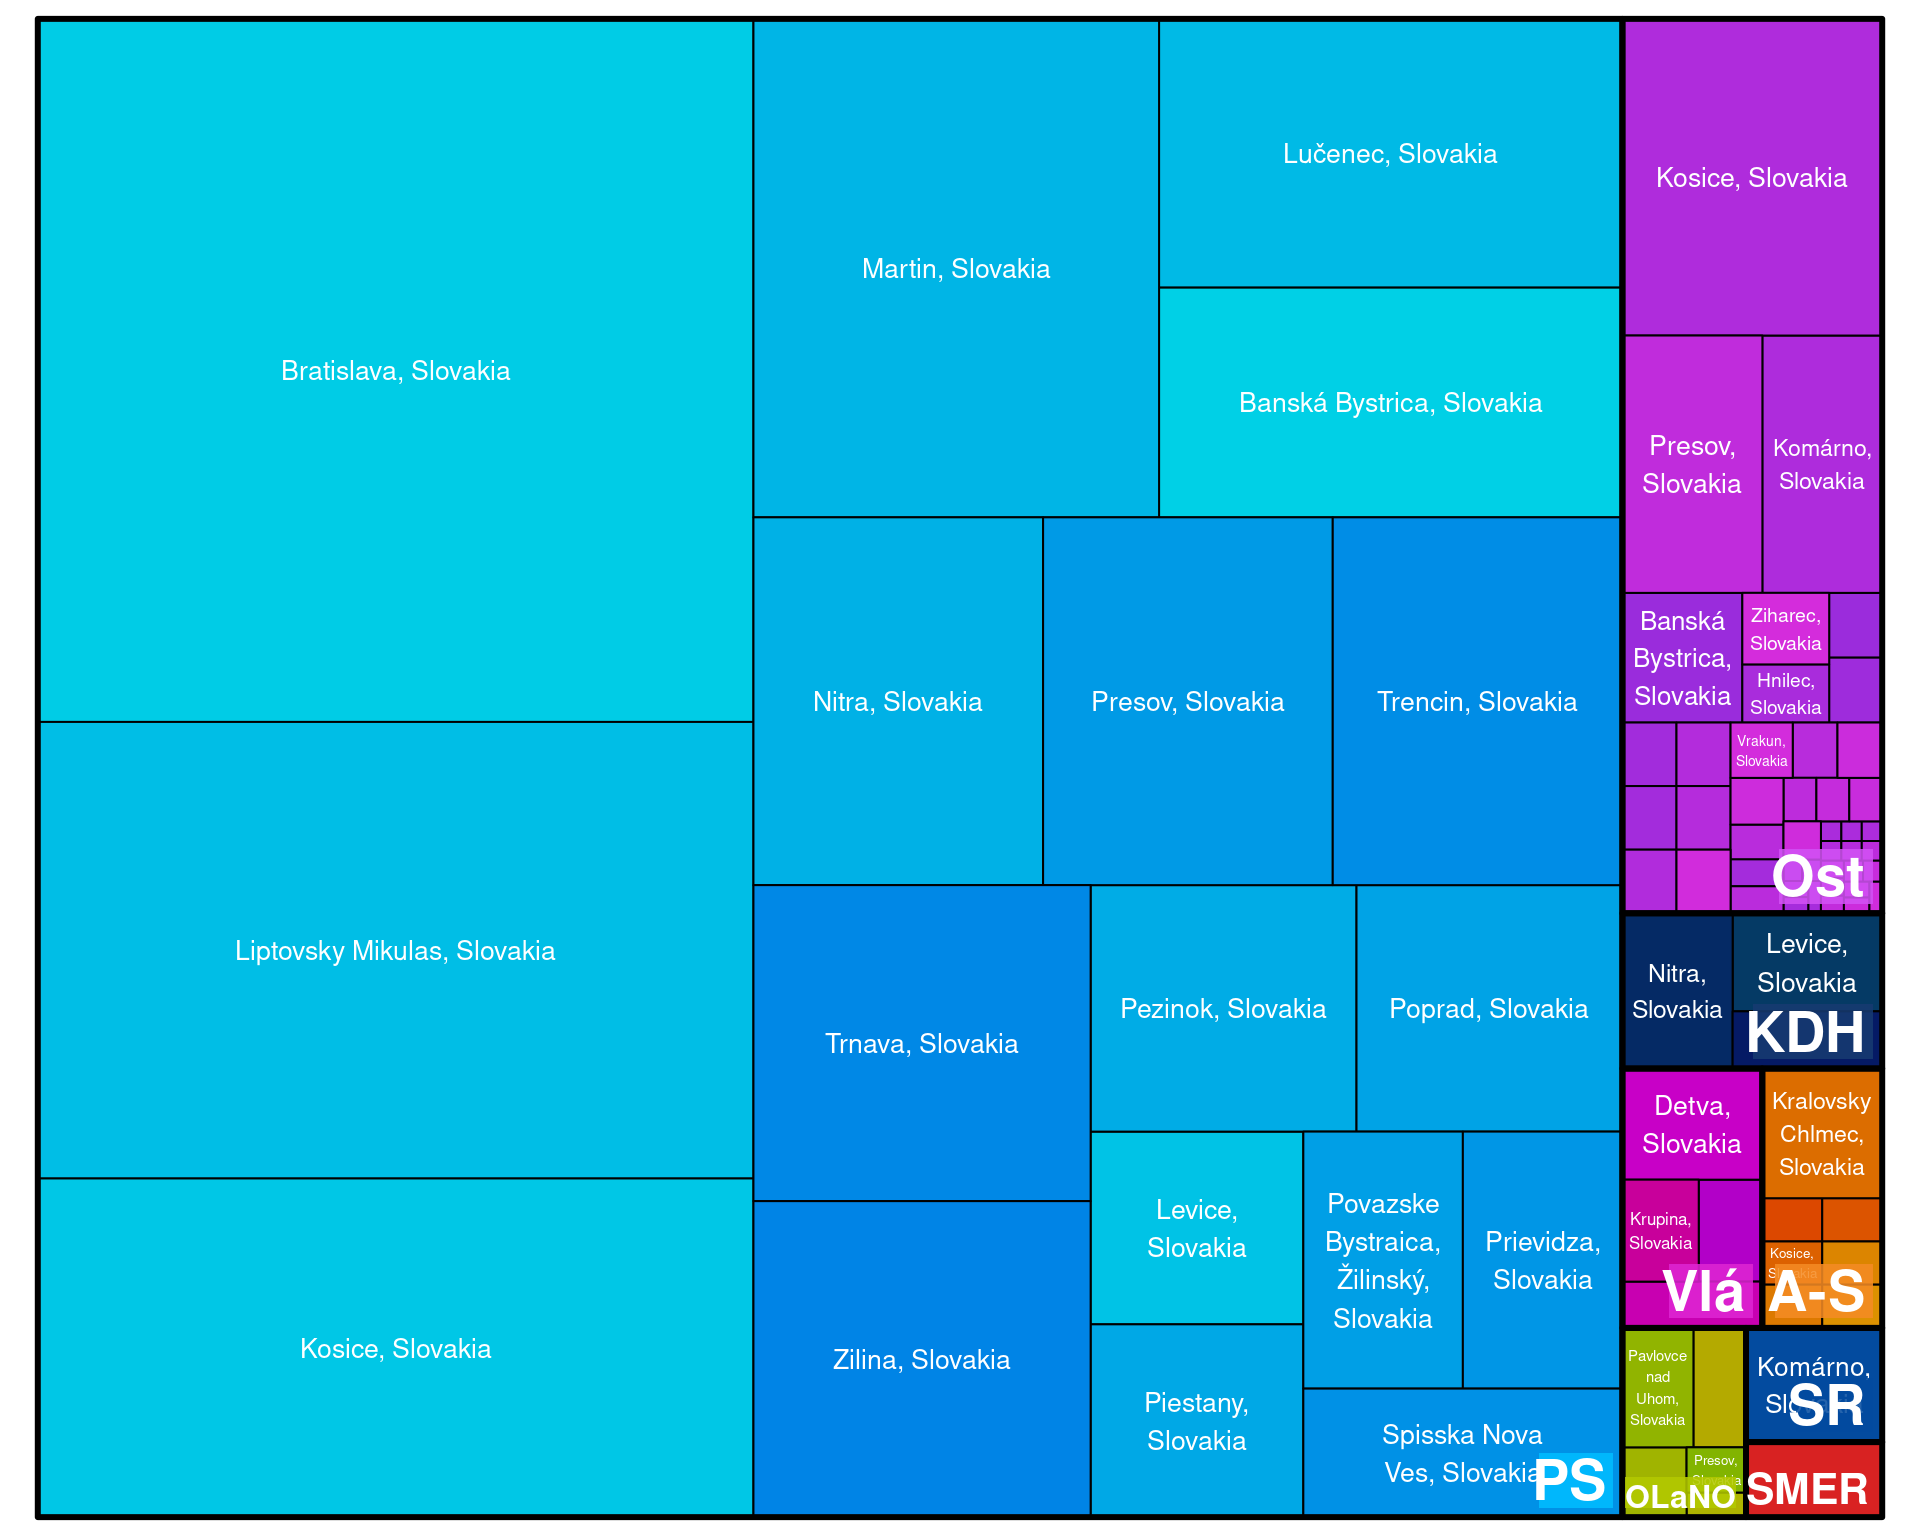 Bratislava, Slovakia
Liptovsky Mikulas, Slovakia
Kosice, Slovakia
Martin, Slovakia
Lučenec, Slovakia
Banská Bystrica, Slovakia
Nitra, Slovakia
Presov, Slovakia
Trencin, Slovakia
Trnava, Slovakia
Zilina, Slovakia
Pezinok, Slovakia
Poprad, Slovakia
Levice,
Slovakia
Piestany,
Slovakia
Povazske
Bystraica,
Žilinský,
Slovakia
Prievidza,
Slovakia
Spisska Nova
Ves, Slovakia
PS
Kosice, Slovakia
Presov,
Slovakia
Komárno,
Slovakia
Banská
Bystrica,
Slovakia
Ziharec,
Slovakia
Hnilec,
Slovakia
Vrakun,
Slovakia
Ost
Nitra,
Slovakia
Levice,
Slovakia
KDH
Detva,
Slovakia
Krupina,
Slovakia
Vlá
Kralovsky
Chlmec,
Slovakia
Kosice,
A-S
Pavlovce
nad
Uhom,
Slovakia
Presov,
OLaNO
Komárno,
SR
SMER